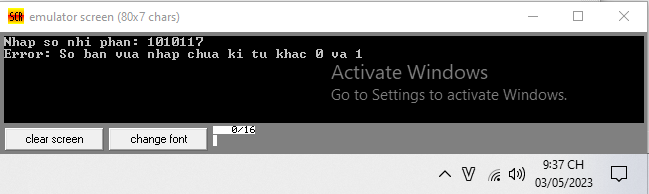 SCR emulator screen (80x7 chars)
Nhap so nhi phan: 1010117
Error: So ban vua nhap chua ki tu khac 0 va 1
Activate Windows
Go to Settings to activate Windows.
clear screen change font 0/16
9:37 CH
03/05/2023